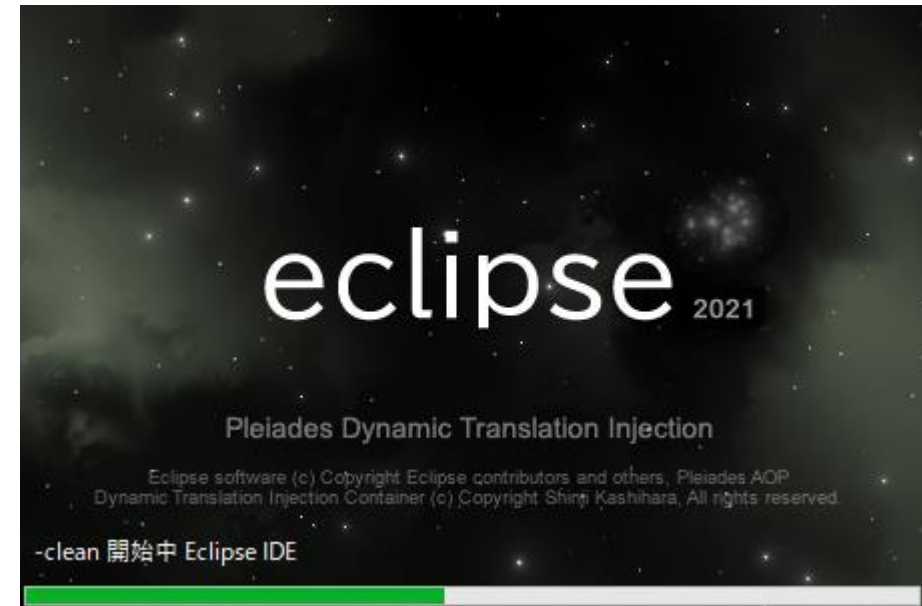 eclipse
2021
Pleiades Dynamic Translation Injection
Eclipse software (c) Copyright Eclipse contributors and others, Pleiades AOP
Dynamic Translation Injection Container (c) Copyright Shinji Kashihara, All rights reserved.
-clean 開始中 Eclipse IDE